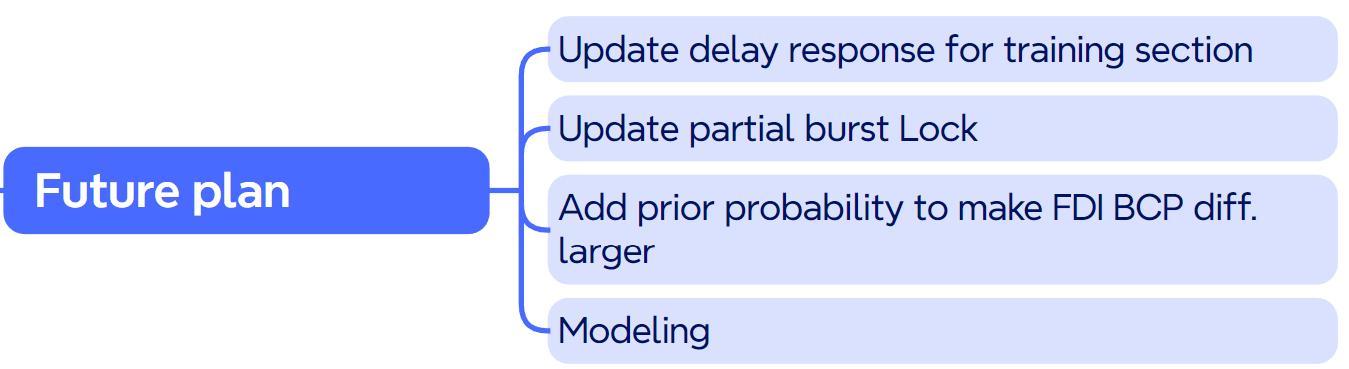 Future plan
Update delay response for training section
Update partial burst Lock
Add prior probability to make FDI BCP diff.
larger
Modeling